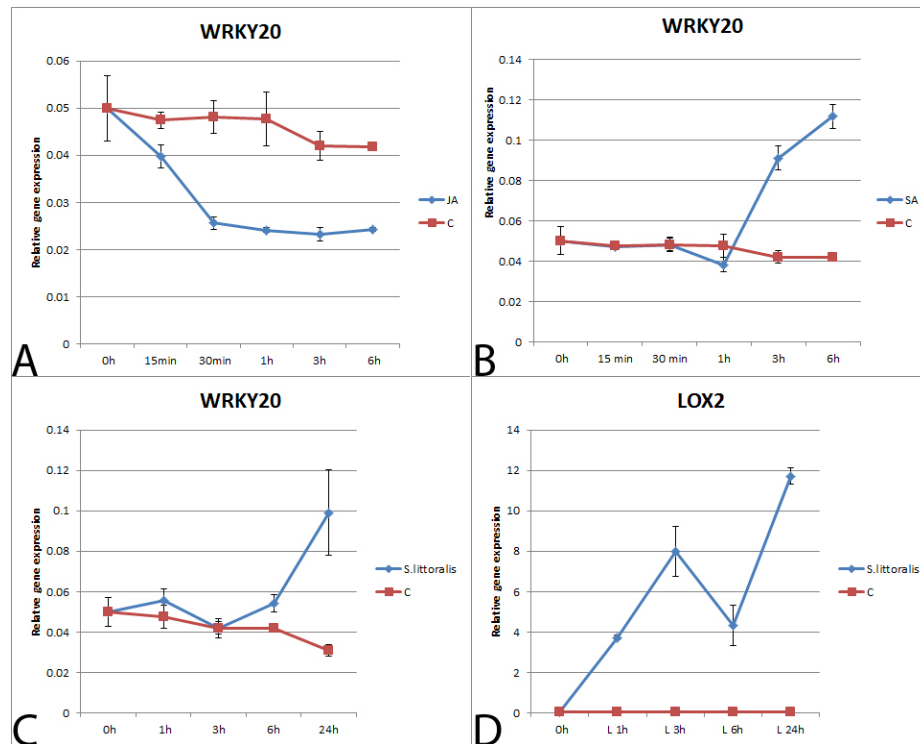 WRKY20
Relative gene expression
0.06
0.05
0.04
0.03
0.02
0.01
0
0h 15min 30min 1h 3h 6h
JA
C
A
WRKY20
Relative gene expression
0.14
0.12
0.1
0.08
0.06
0.04
0.02
0
0h 15 min 30 min 1h 3h 6h
SA
C
B
WRKY20
Relative gene expression
0.14
0.12
0.1
0.08
0.06
0.04
0.02
0
0h 1h 3h 6h 24h
S.littoralis
C
C
LOX2
Relative gene expression
14
12
10
8
6
4
2
0
0h L 1h L 3h L 6h L 24h
S.littoralis
C
D